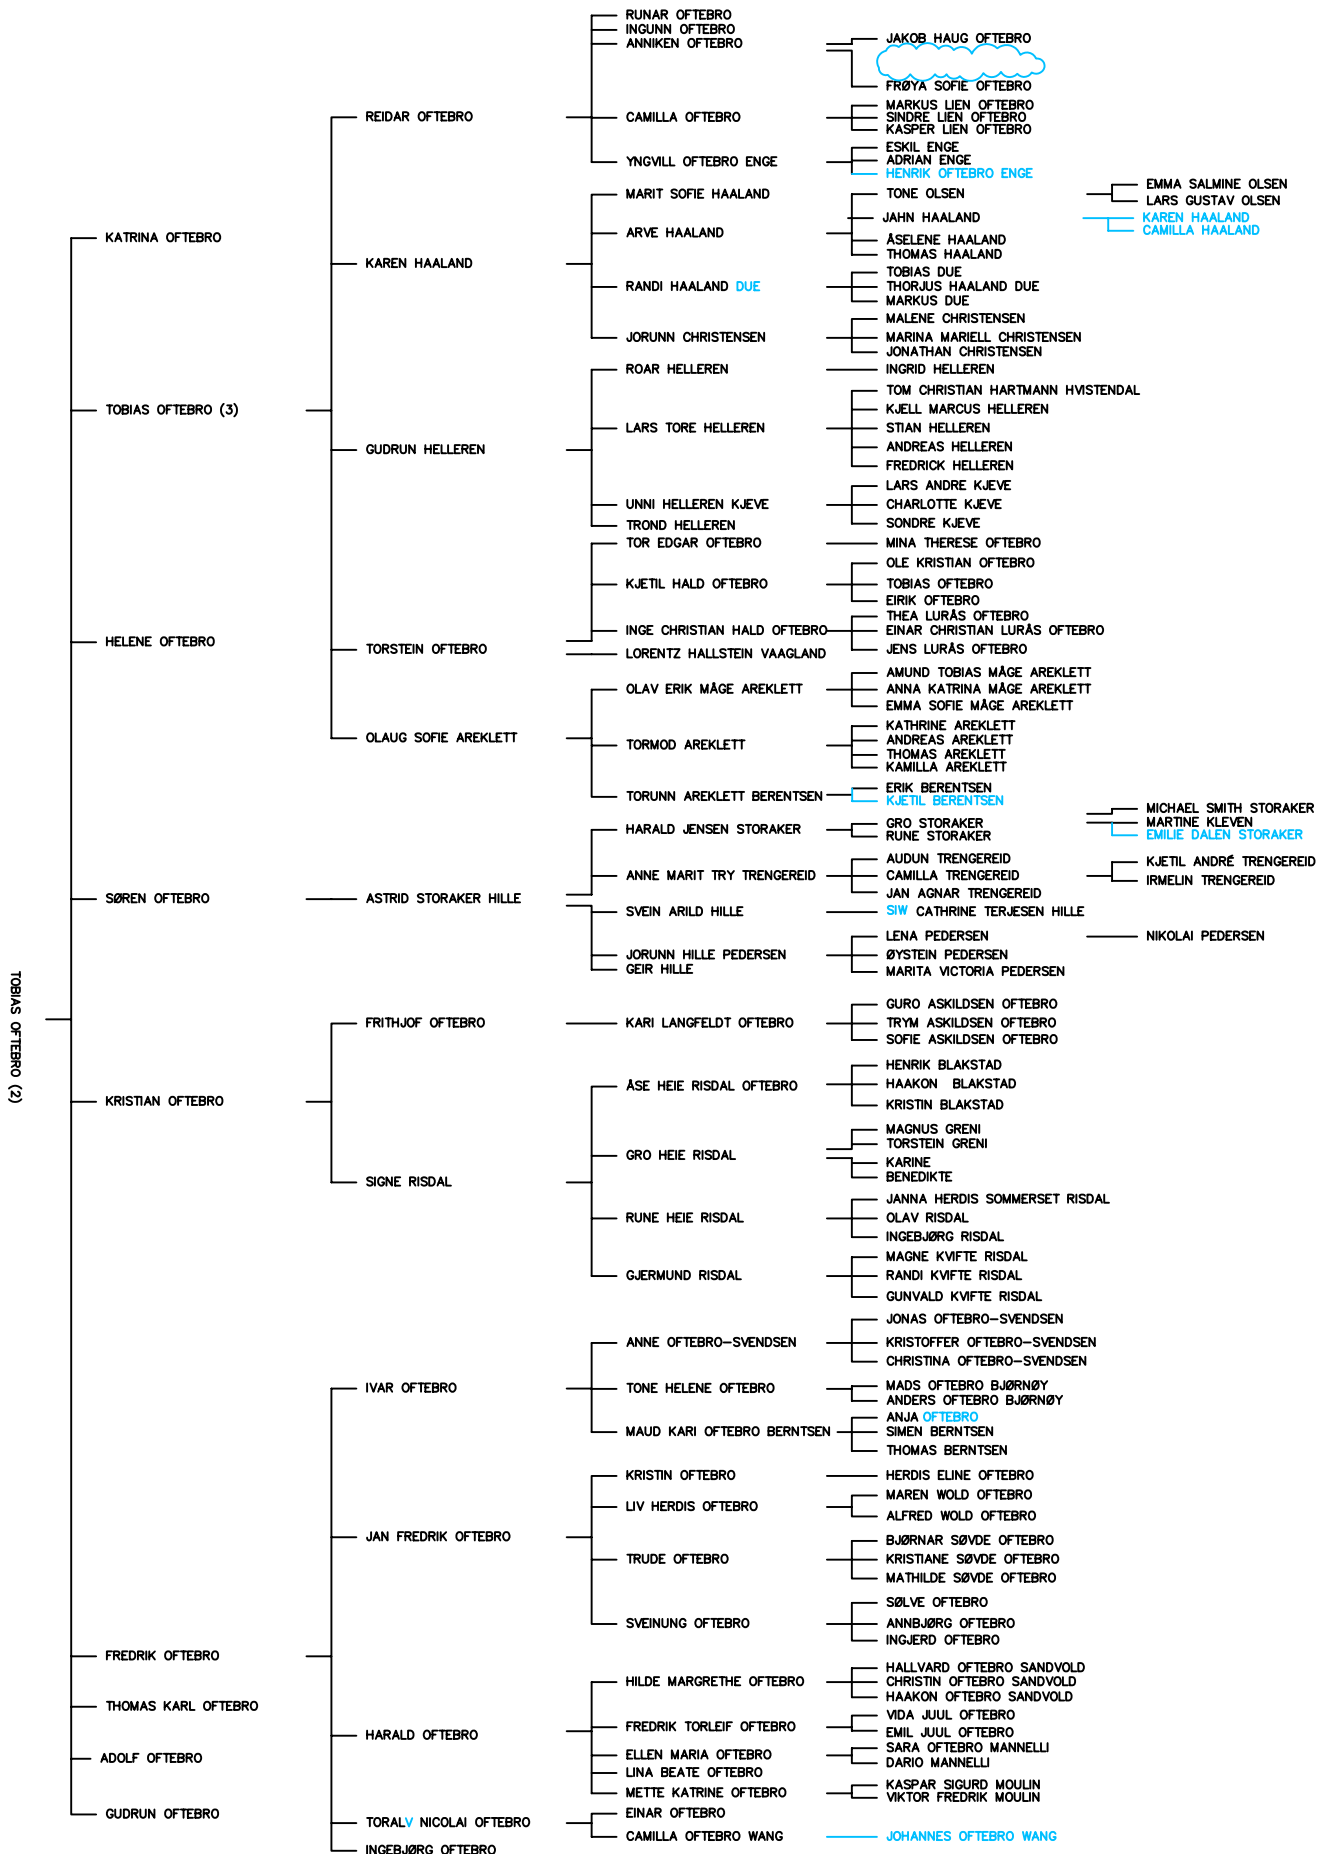 TOBIAS OFTEBRO (2)
KATRINA OFTEBRO
TOBIAS OFTEBRO (3)
REIDAR OFTEBRO
RUNAR OFTEBRO
INGUNN OFTEBRO
ANNIKEN OFTEBRO
JAKOB HAUG OFTEBRO
FRØYA SOFIE OFTEBRO
CAMILLA OFTEBRO
MARKUS LIEN OFTEBRO
SINDRE LIEN OFTEBRO
KASPER LIEN OFTEBRO
YNGVILL OFTEBRO ENGE
ESKIL ENGE
ADRIAN ENGE
HENRIK OFTEBRO ENGE
KAREN HAALAND
MARIT SOFIE HAALAND
ARVE HAALAND
TONE OLSEN
EMMA SALMINE OLSEN
LARS GUSTAV OLSEN
JAHN HAALAND
KAREN HAALAND
CAMILLA HAALAND
ÅSELENE HAALAND
THOMAS HAALAND
RANDI HAALAND DUE
TOBIAS DUE
THORJUS HAALAND DUE
MARKUS DUE
JORUNN CHRISTENSEN
MALENE CHRISTENSEN
MARINA MARIELL CHRISTENSEN
JONATHAN CHRISTENSEN
GUDRUN HELLEREN
ROAR HELLEREN
INGRID HELLEREN
LARS TORE HELLEREN
TOM CHRISTIAN HARTMANN HVISTENDAL
KJELL MARCUS HELLEREN
STIAN HELLEREN
ANDREAS HELLEREN
FREDRICK HELLEREN
UNNI HELLEREN KJEVE
LARS ANDRE KJEVE
CHARLOTTE KJEVE
SONDRE KJEVE
TROND HELLEREN
TORSTEIN OFTEBRO
TOR EDGAR OFTEBRO
MINA THERESE OFTEBRO
KJETIL HALD OFTEBRO
OLE KRISTIAN OFTEBRO
TOBIAS OFTEBRO
EIRIK OFTEBRO
INGE CHRISTIAN HALD OFTEBRO
THEA LURÅS OFTEBRO
EINAR CHRISTIAN LURÅS OFTEBRO
JENS LURÅS OFTEBRO
LORENTZ HALLSTEIN VAAGLAND
OLAUG SOFIE AREKLETT
OLAV ERIK MÅGE AREKLETT
AMUND TOBIAS MÅGE AREKLETT
ANNA KATRINA MÅGE AREKLETT
EMMA SOFIE MÅGE AREKLETT
TORMOD AREKLETT
KATHRINE AREKLETT
ANDREAS AREKLETT
THOMAS AREKLETT
KAMILLA AREKLETT
TORUNN AREKLETT BERENTSEN
ERIK BERENTSEN
KJETIL BERENTSEN
HELENE OFTEBRO
SØREN OFTEBRO
ASTRID STORAKER HILLE
HARALD JENSEN STORAKER
GRO STORAKER
RUNE STORAKER
MICHAEL SMITH STORAKER
MARTINE KLEVEN
EMILIE DALEN STORAKER
ANNE MARIT TRY TRENGEREID
AUDUN TRENGEREID
CAMILLA TRENGEREID
JAN AGNAR TRENGEREID
KJETIL ANDRÉ TRENGEREID
IRMELIN TRENGEREID
SVEIN ARILD HILLE
SIW CATHRINE TERJESEN HILLE
JORUNN HILLE PEDERSEN
LENA PEDERSEN
NIKOLAI PEDERSEN
ØYSTEIN PEDERSEN
MARITA VICTORIA PEDERSEN
GEIR HILLE
KRISTIAN OFTEBRO
FRITHJOF OFTEBRO
KARI LANGFELDT OFTEBRO
GURO ASKILDSEN OFTEBRO
TRYM ASKILDSEN OFTEBRO
SOFIE ASKILDSEN OFTEBRO
SIGNE RISDAL
ÅSE HEIE RISDAL OFTEBRO
HENRIK BLAKSTAD
HAAKON BLAKSTAD
KRISTIN BLAKSTAD
GRO HEIE RISDAL
MAGNUS GRENI
TORSTEIN GRENI
KARINE
BENEDIKTE
RUNE HEIE RISDAL
JANNA HERDIS SOMMERSET RISDAL
OLAV RISDAL
INGEBJØRG RISDAL
GJERMUND RISDAL
MAGNE KVIFTE RISDAL
RANDI KVIFTE RISDAL
GUNVALD KVIFTE RISDAL
FREDRIK OFTEBRO
IVAR OFTEBRO
ANNE OFTEBRO-SVENDSEN
JONAS OFTEBRO-SVENDSEN
KRISTOFFER OFTEBRO-SVENDSEN
CHRISTINA OFTEBRO-SVENDSEN
TONE HELENE OFTEBRO
MADS OFTEBRO BJØRNØY
ANDERS OFTEBRO BJØRNØY
MAUD KARI OFTEBRO BERNTSEN
ANJA OFTEBRO
SIMEN BERNTSEN
THOMAS BERNTSEN
JAN FREDRIK OFTEBRO
KRISTIN OFTEBRO
HERDIS ELINE OFTEBRO
LIV HERDIS OFTEBRO
MAREN WOLD OFTEBRO
ALFRED WOLD OFTEBRO
TRUDE OFTEBRO
BJØRNAR SØVDE OFTEBRO
KRISTIANE SØVDE OFTEBRO
MATHILDE SØVDE OFTEBRO
SVEINUNG OFTEBRO
SØLVE OFTEBRO
ANNBJØRG OFTEBRO
INGJERD OFTEBRO
HARALD OFTEBRO
HILDE MARGRETHE OFTEBRO
HALLVARD OFTEBRO SANDVOLD
CHRISTIN OFTEBRO SANDVOLD
HAAKON OFTEBRO SANDVOLD
FREDRIK TORLEIF OFTEBRO
VIDA JUUL OFTEBRO
EMIL JUUL OFTEBRO
ELLEN MARIA OFTEBRO
SARA OFTEBRO MANNELLI
DARIO MANNELLI
LINA BEATE OFTEBRO
METTE KATRINE OFTEBRO
KASPAR SIGURD MOULIN
VIKTOR FREDRIK MOULIN
TORALV NICOLAI OFTEBRO
EINAR OFTEBRO
CAMILLA OFTEBRO WANG
JOHANNES OFTEBRO WANG
INGEBJØRG OFTEBRO
THOMAS KARL OFTEBRO
ADOLF OFTEBRO
GUDRUN OFTEBRO